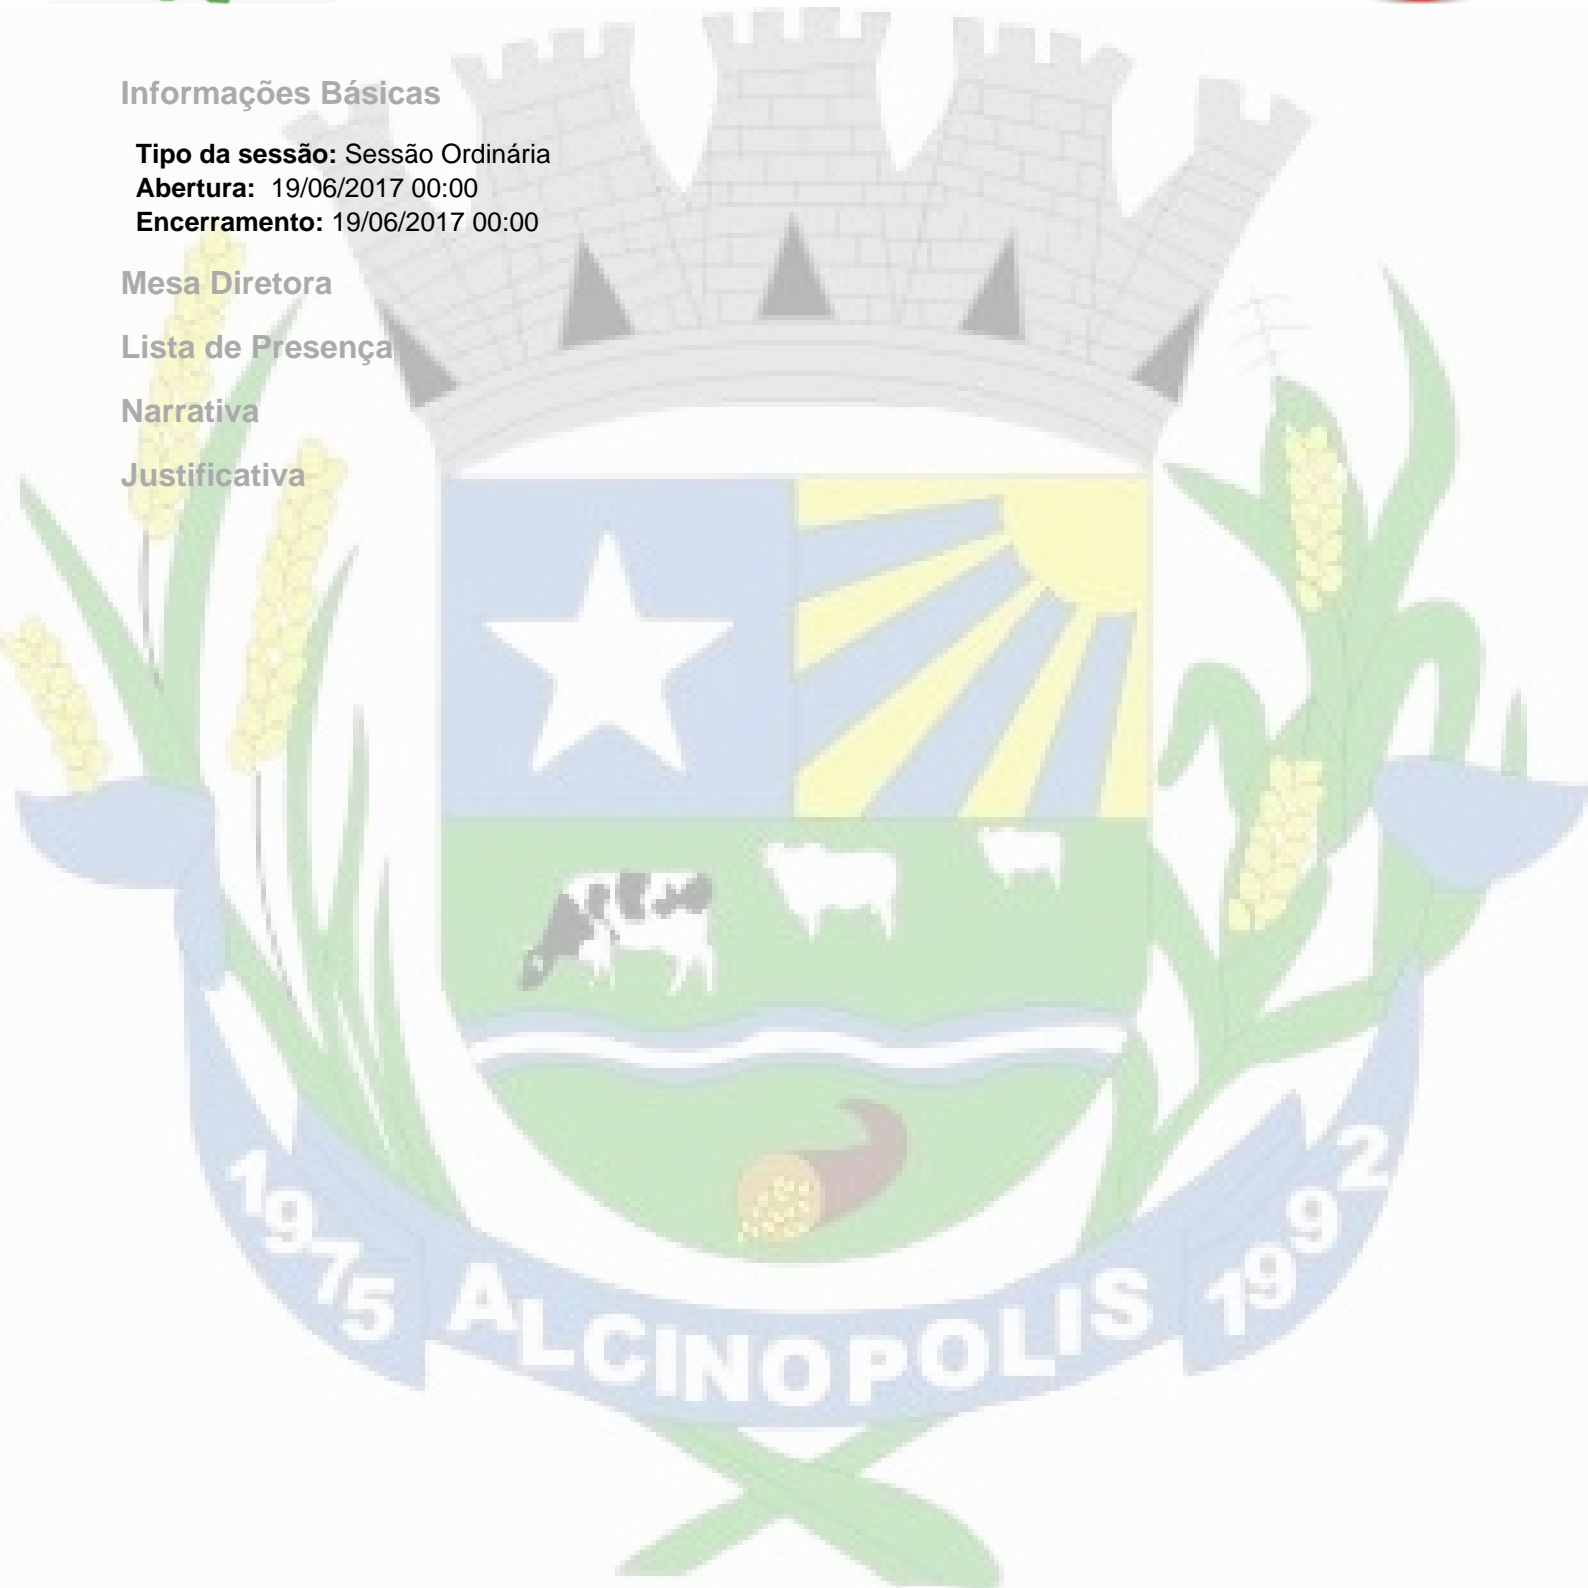 Informações Básicas
Tipo da sessão: Sessão Ordinária
Abertura: 19/06/2017 00:00
Encerramento: 19/06/2017 00:00
Mesa Diretora
Lista de Presença
Narrativa
Justificativa
1975 ALCINOPOLIS 1992